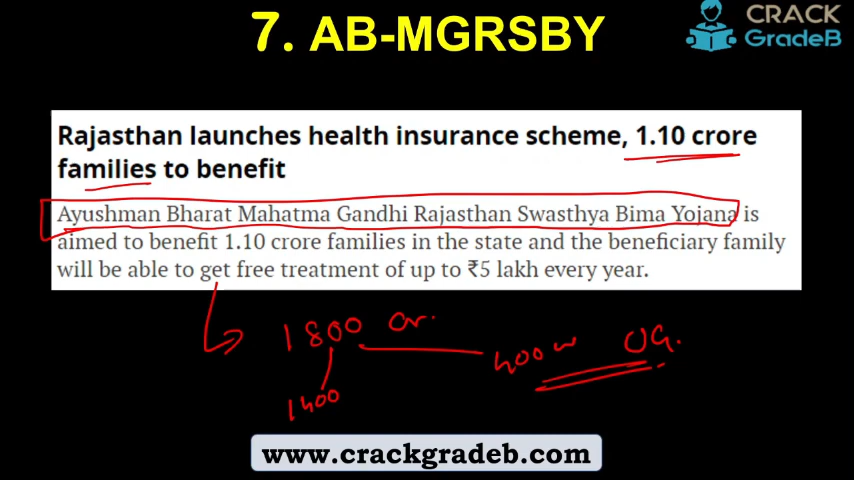 7. AB-MGRSBY
CRACK
GradeB
Rajasthan launches health insurance scheme, 1.10 crore
families to benefit
Ayushman Bharat Mahatma Gandhi Rajasthan Swasthya Bima Yojana is
aimed to benefit 1.10 crore families in the state and the beneficiary family
will be able to get free treatment of up to ₹5 lakh every year.
1800 cr.
1400
400
www.crackgradeb.com